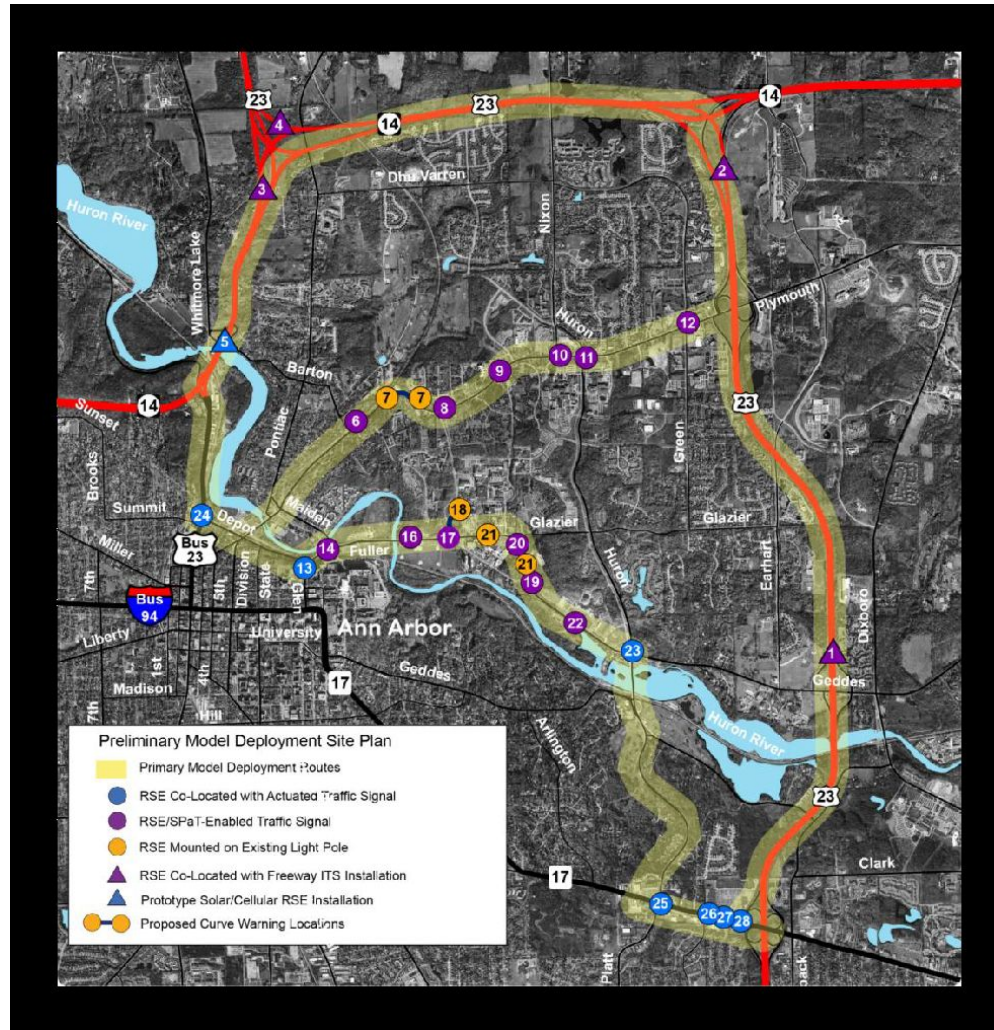 23
14
23
14
4
3
2
Dhu Varren
Nixon
Huron River
Whitmore Lake
Plymouth
5
Huron
12
10
11
9
Barton
7
7
8
6
14
23
Sunset
Pontiac
Green
Brooks
Summit
24
Depot
Maiden
18
Glazier
Glazier
Miller
Bus
23
14
16
17
21
20
Fuller
Earhart
7th
5th
Division
State
13
Glen
21
19
Huron
Dixboro
Bus
94
22
Liberty
University
Ann Arbor
23
1
1st
4th
Geddes
Geddes
Madison
17
7th
Hill
Huron River
Arlington
23
Clark
17
25
26
27
28
Platt
Preliminary Model Deployment Site Plan
Primary Model Deployment Routes
RSE Co-Located with Actuated Traffic Signal
RSE/SPaT-Enabled Traffic Signal
RSE Mounted on Existing Light Pole
RSE Co-Located with Freeway ITS Installation
Prototype Solar/Cellular RSE Installation
Proposed Curve Warning Locations